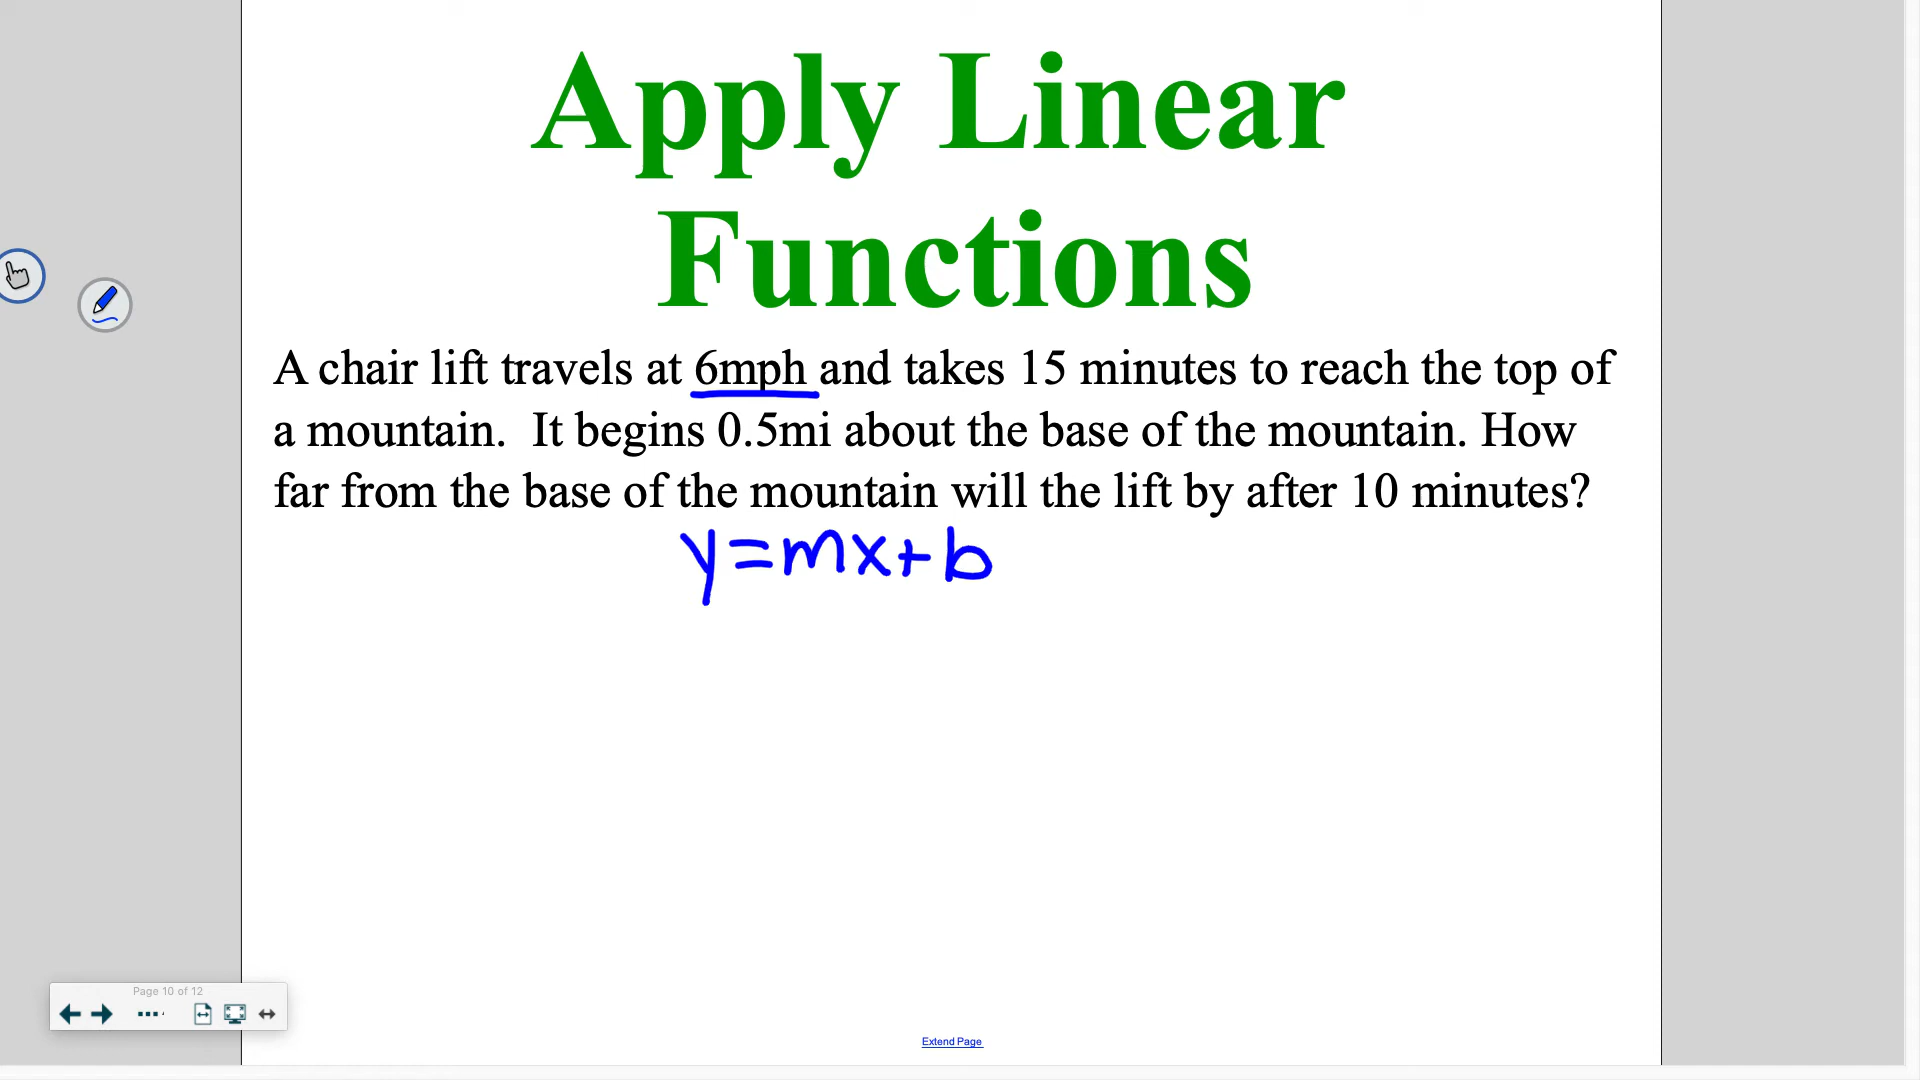 Apply Linear
Functions
A chair lift travels at 6mph and takes 15 minutes to reach the top of
a mountain.  It begins 0.5mi about the base of the mountain. How
far from the base of the mountain will the lift by after 10 minutes?
y=mx+b
Page 10 of 12
Extend Page